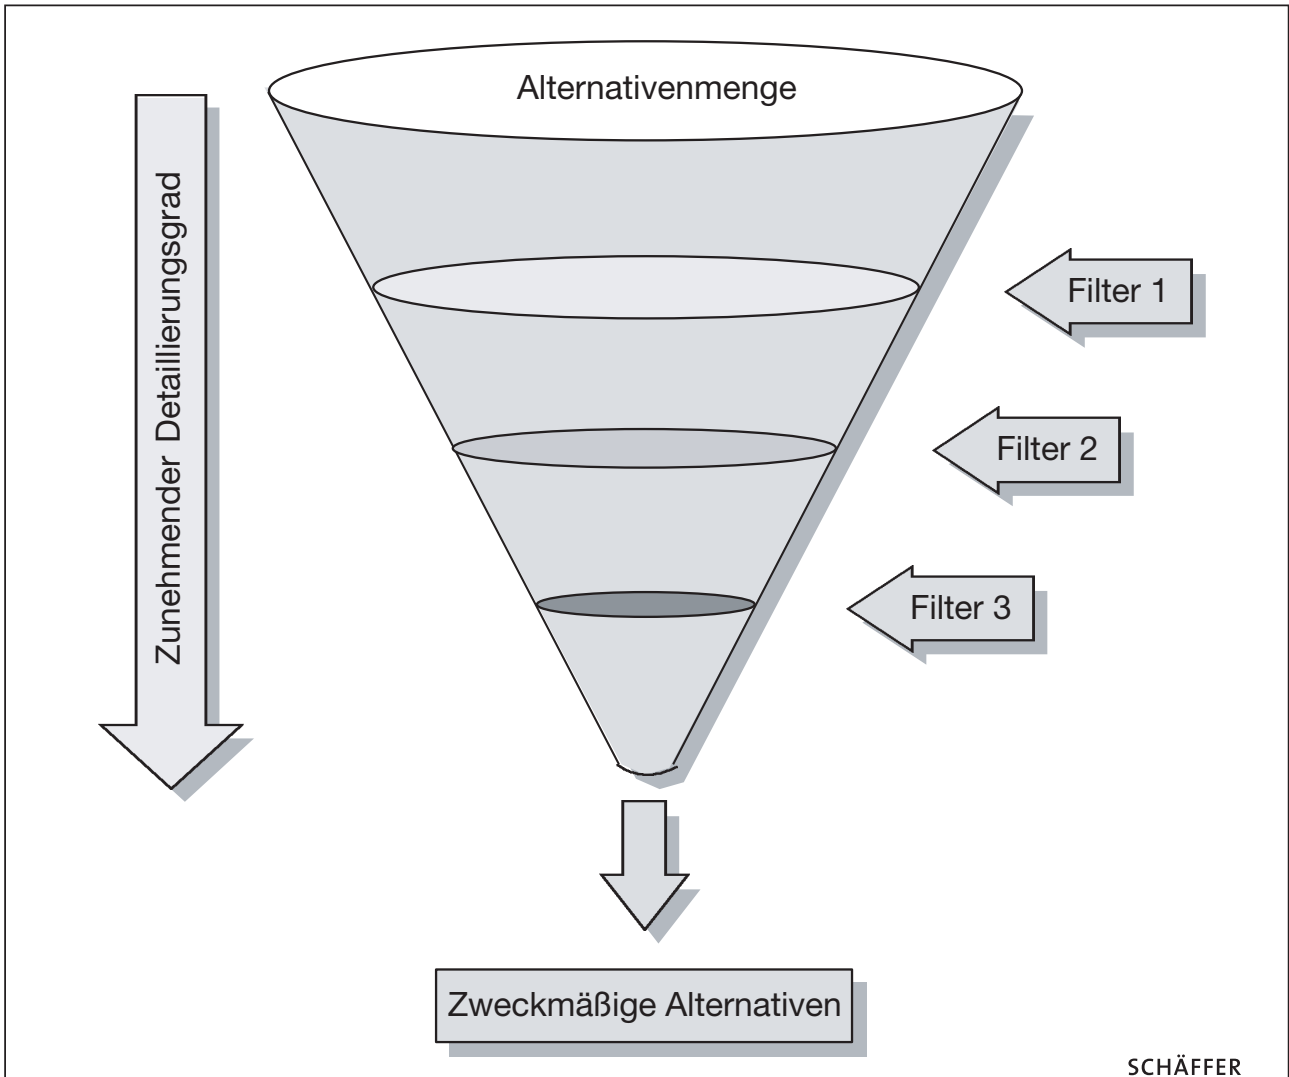 Alternativenmenge
Zunehmender Detaillierungsgrad
Filter 1
Filter 2
Filter 3
Zweckmäßige Alternativen
SCHÄFFER